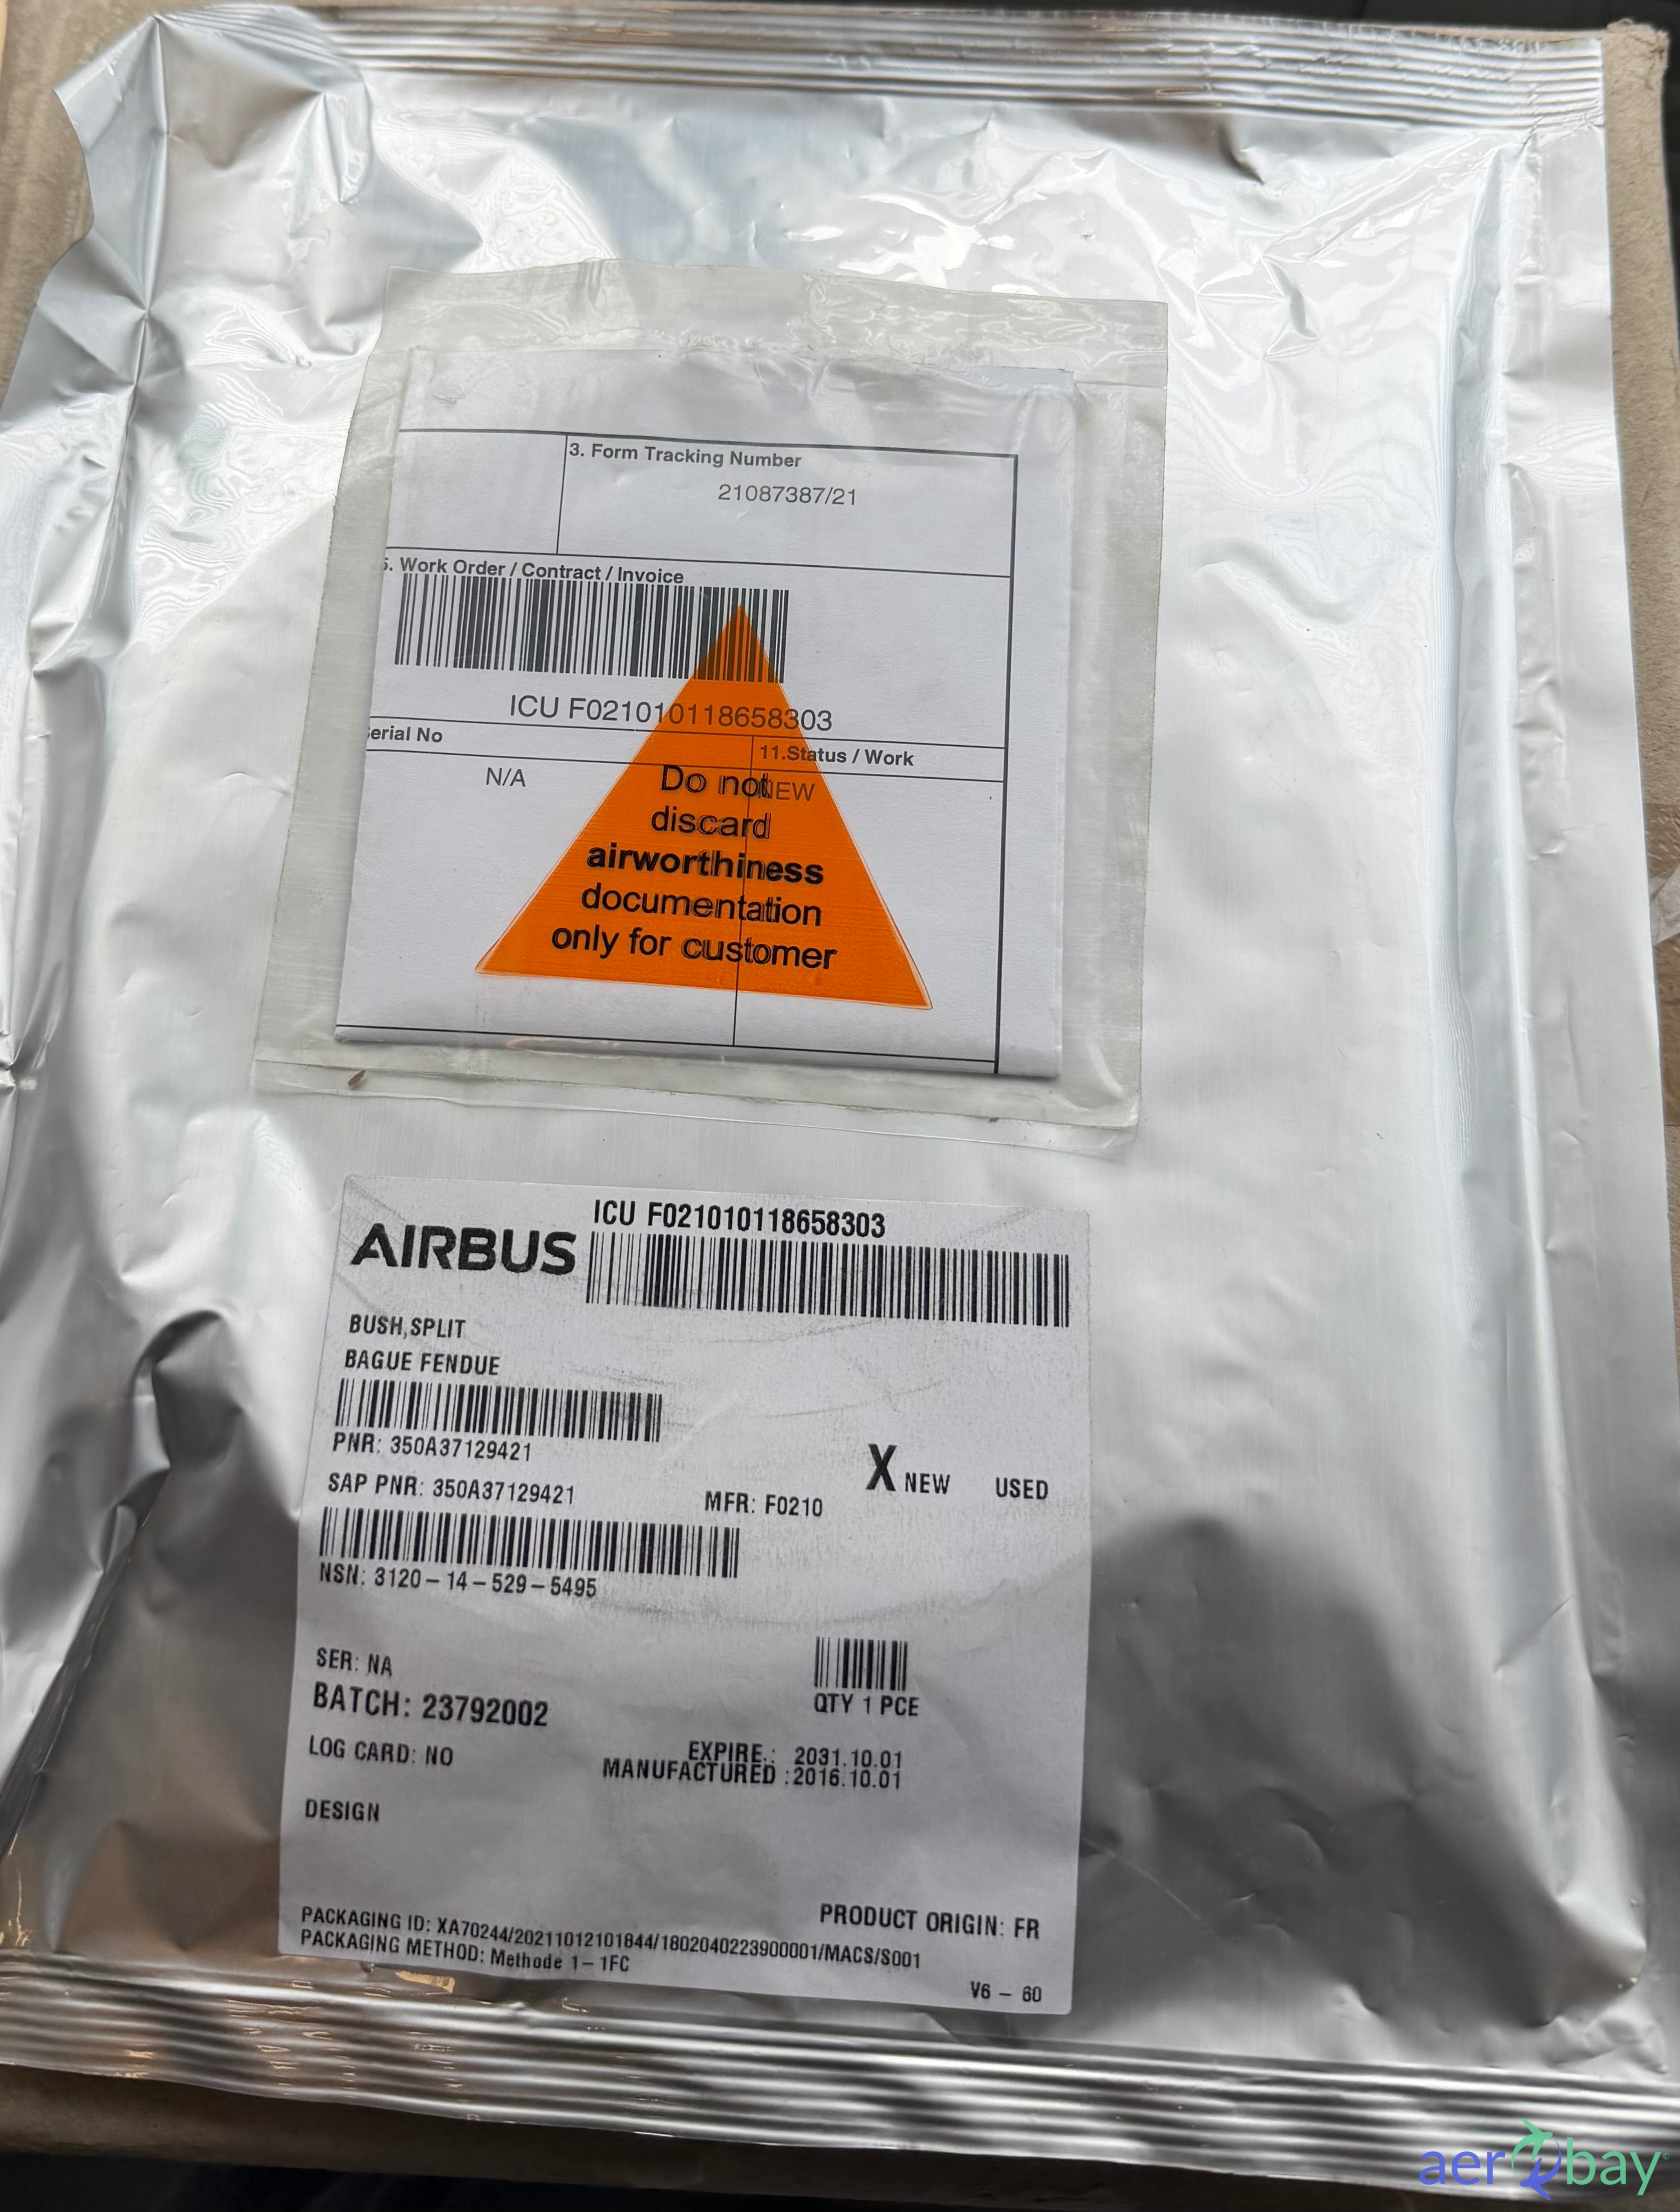 3. Form Tracking Number
21087387/21
5. Work Order / Contract / Invoice
ICU F021010118658303
erial No
11.Status / Work
N/A
NEW
Do not
discard
airworthiness
documentation
only for customer
ICU F021010118658303
AIRBUS
BUSH,SPLIT
BAGUE FENDUE
PNR: 350A37129421
SAP PNR: 350A37129421
MFR: F0210
X NEW USED
NSN: 3120-14-529-5495
SER: NA
QTY 1 PCE
BATCH: 23792002
LOG CARD: NO
EXPIRE.: 2031.10.01
MANUFACTURED :2016.10.01
DESIGN
PRODUCT ORIGIN: FR
PACKAGING ID: XA70244/20211012101844/1802040223900001/MACS/S001
PACKAGING METHOD: Methode 1-1FC
V6 - 60
aerobay